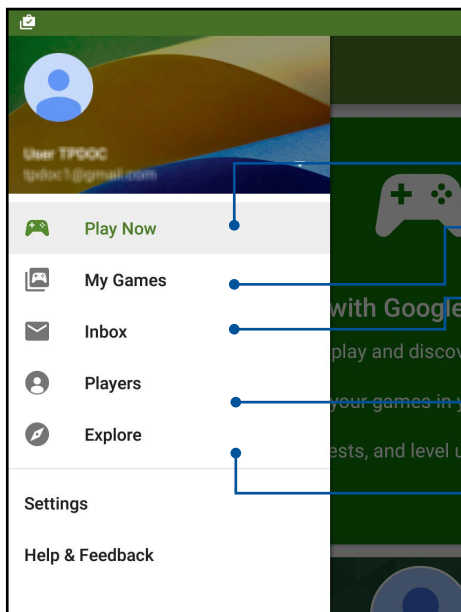 User TPDOC
tpdoc1@gmail.com
Play Now
My Games
Inbox
Players
Explore
Settings
Help & Feedback
with Google
play and discov
your games in y
ests, and level u